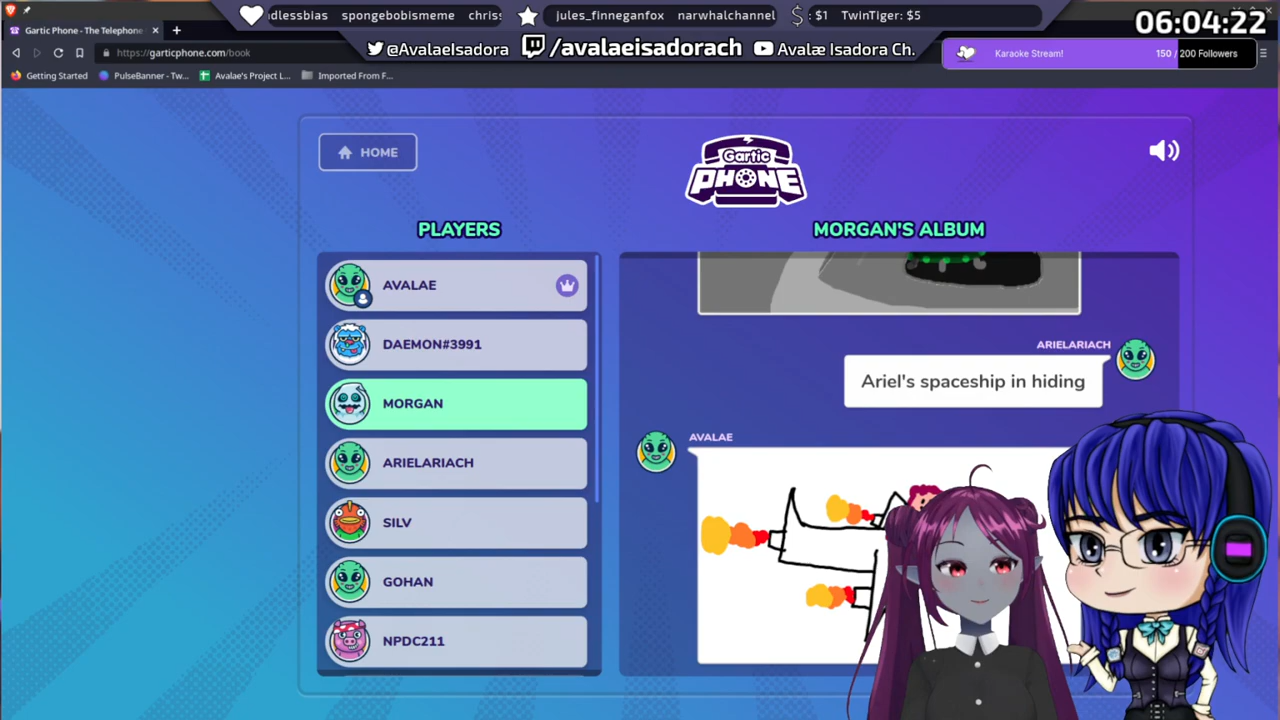 dlessbias spongebobismeme chris
jules_finneganfox narwhalchannel
$ : $1 TwinTiger: $5
06:04:22
Gartic Phone - The Telephone
https://garticphone.com/book
@AvalaeIsadora
/avalaeisadorach
Avalæ Isadora Ch.
Karaoke Stream! 150 / 200 Followers
Getting Started
PulseBanner - Tw...
Avalae's Project L...
Imported From F...
HOME
Gartic
PHONE
PLAYERS
MORGAN'S ALBUM
AVALAE
DAEMON#3991
MORGAN
ARIELARIACH
SILV
GOHAN
NPDC211
ARIELARIACH
Ariel's spaceship in hiding
AVALAE